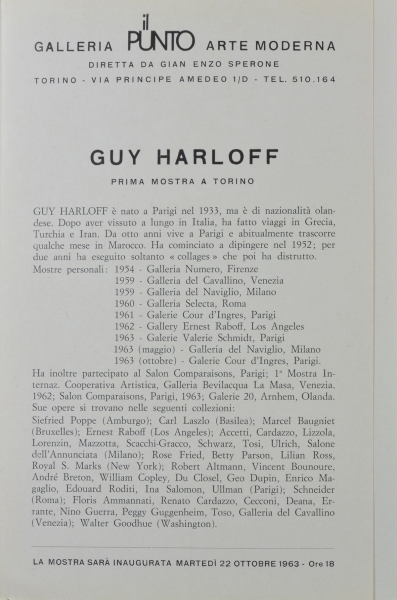 GALLERIA il PUNTO ARTE MODERNA
DIRETTA DA GIAN ENZO SPERONE
TORINO - VIA PRINCIPE AMEDEO 1/D - TEL. 510.164
GUY HARLOFF
PRIMA MOSTRA A TORINO
GUY HARLOFF è nato a Parigi nel 1933, ma è di nazionalità olan-
dese. Dopo aver vissuto a lungo in Italia, ha fatto viaggi in Grecia,
Turchia e Iran. Da otto anni vive a Parigi e abitualmente trascorre
qualche mese in Marocco. Ha cominciato a dipingere nel 1952; per
due anni ha eseguito soltanto « collages » che poi ha distrutto.
Mostre personali: 1954 - Galleria Numero, Firenze
1959 - Galleria del Cavallino, Venezia
1959 - Galleria del Naviglio, Milano
1960 - Galleria Selecta, Roma
1961 - Galerie Cour d'Ingres, Parigi
1962 - Gallery Ernest Raboff, Los Angeles
1963 - Galerie Valerie Schmidt, Parigi
1963 (maggio) - Galleria del Naviglio, Milano
1963 (ottobre) - Galerie Cour d'Ingres, Parigi.
Ha inoltre partecipato al Salon Comparaisons, Parigi; 1ª Mostra In-
ternaz. Cooperativa Artistica, Galleria Bevilacqua La Masa, Venezia.
1962; Salon Comparaisons, Parigi, 1963; Galerie 20, Arnhem, Olanda.
Sue opere si trovano nelle seguenti collezioni:
Siefried Poppe (Amburgo); Carl Laszlo (Basilea); Marcel Baugniet
(Bruxelles); Ernest Raboff (Los Angeles); Accetti, Cardazzo, Lizzola,
Lorenzin, Mazzotta, Scacchi-Gracco, Schwarz, Tosi, Ulrich, Salone
dell'Annunciata (Milano); Rose Fried, Betty Parson, Lilian Ross,
Royal S. Marks (New York); Robert Altmann, Vincent Bounoure,
André Breton, William Copley, Du Closel, Geo Dupin, Enrico Ma-
gaglio, Edouard Roditi, Ina Salomon, Ullman (Parigi); Schneider
(Roma); Floris Ammannati, Renato Cardazzo, Cecconi, Deana, Er-
rante, Nino Guerra, Peggy Guggenheim, Toso, Galleria del Cavallino
(Venezia); Walter Goodhue (Washington).
LA MOSTRA SARÀ INAUGURATA MARTEDÌ 22 OTTOBRE 1963 - Ore 18